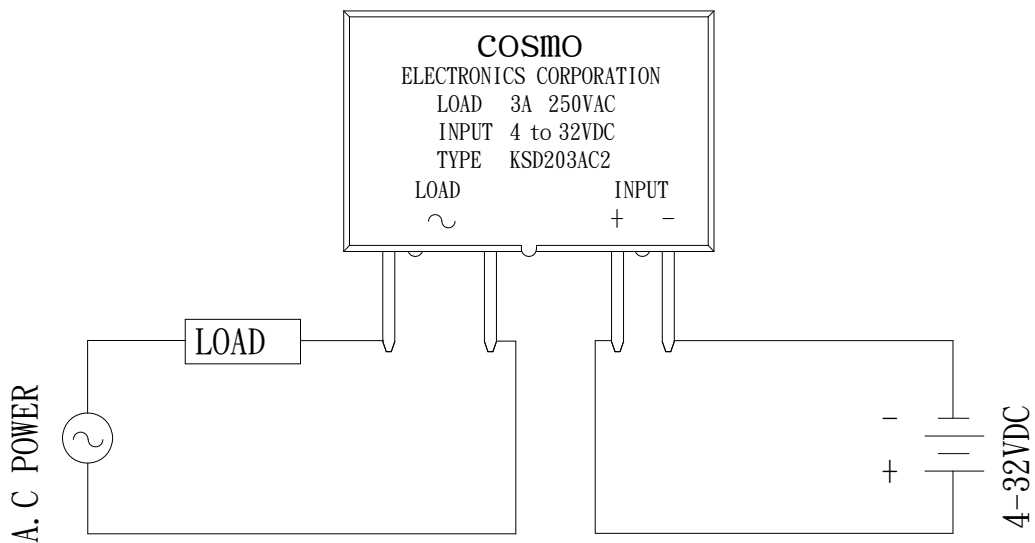 COSMO
ELECTRONICS CORPORATION
LOAD 3A 250VAC
INPUT 4 to 32VDC
TYPE KSD203AC2
LOAD INPUT
～ + -
LOAD
A.C POWER
～
-
+
4-32VDC